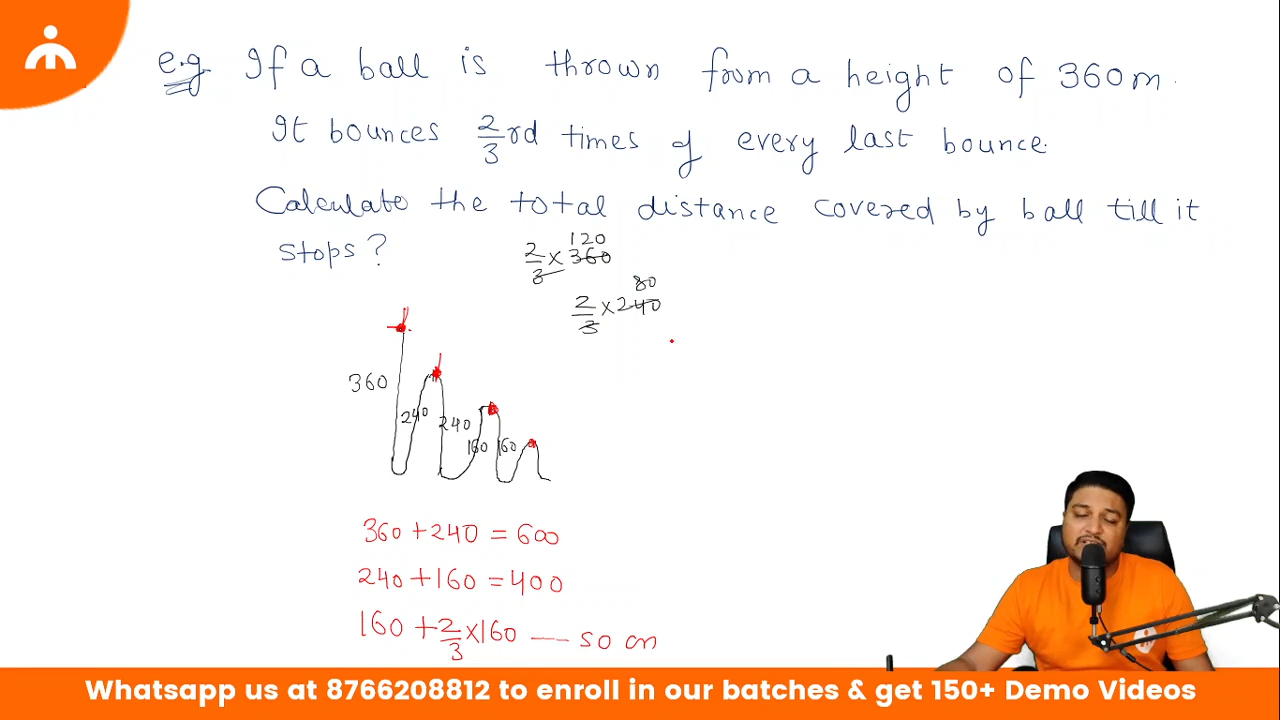 e.g If a ball is thrown from a height of 360m.
It bounces 2/3rd times of every last bounce.
Calculate the total distance covered by ball till it
stops?
2/3 × 360 120
2/3 × 240 80
360
240
240
160
160
360 + 240 = 600
240 + 160 = 400
160 + 2/3 × 160 — so on
Whatsapp us at 8766208812 to enroll in our batches & get 150+ Demo Videos